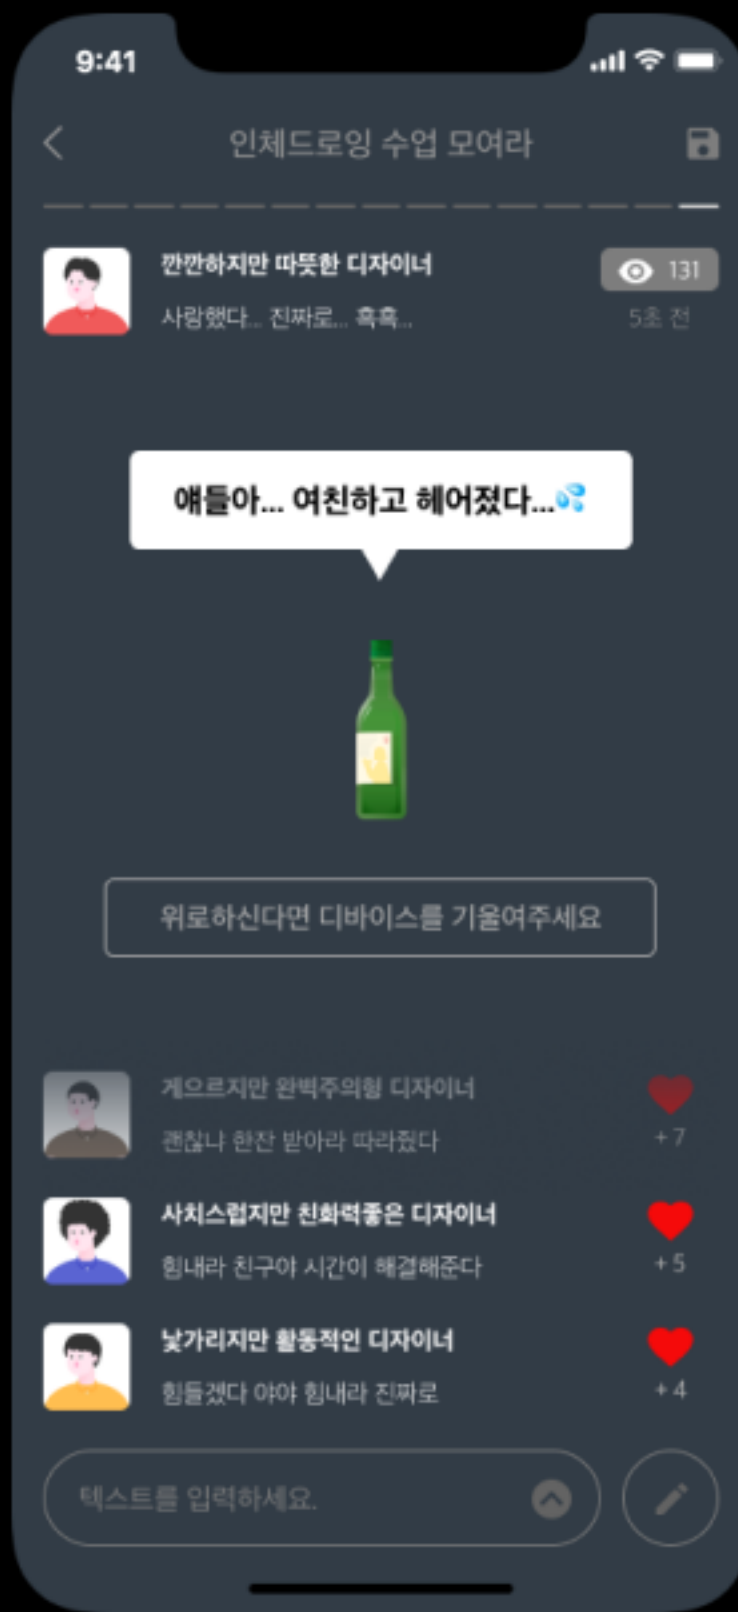 9:41
인체드로잉 수업 모여라
깐깐하지만 따뜻한 디자이너
131
사랑했다... 진짜로... 흑흑...
5초 전
얘들아... 여친하고 헤어졌다...💦
위로하신다면 디바이스를 기울여주세요
게으르지만 완벽주의형 디자이너
괜찮냐 한잔 받아라 따라줬다
+ 7
사치스럽지만 친화력좋은 디자이너
힘내라 친구야 시간이 해결해준다
+ 5
낯가리지만 활동적인 디자이너
힘들겠다 야야 힘내라 진짜로
+ 4
텍스트를 입력하세요.